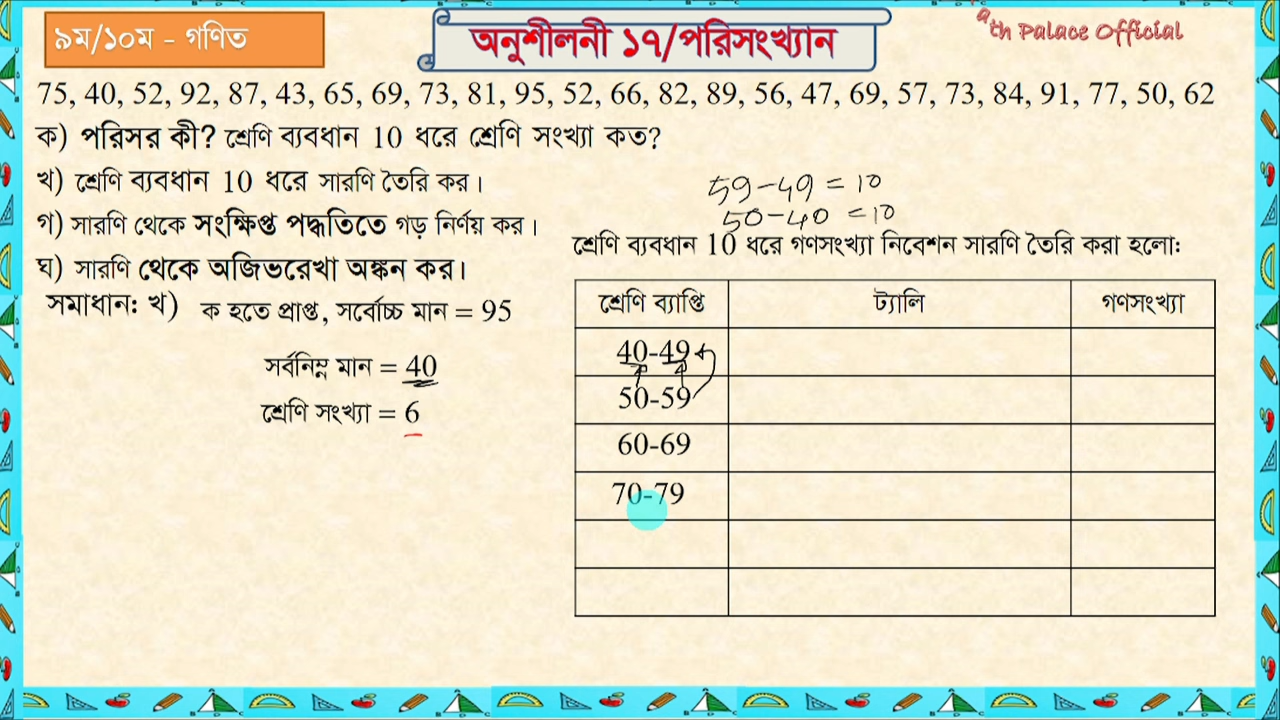 ৯ম/১০ম - গণিত
অনুশীলনী ১৭/পরিসংখ্যান
ath Palace Official
75, 40, 52, 92, 87, 43, 65, 69, 73, 81, 95, 52, 66, 82, 89, 56, 47, 69, 57, 73, 84, 91, 77, 50, 62
ক) পরিসর কী? শ্রেণি ব্যবধান 10 ধরে শ্রেণি সংখ্যা কত?
খ) শ্রেণি ব্যবধান 10 ধরে সারণি তৈরি কর।
গ) সারণি থেকে সংক্ষিপ্ত পদ্ধতিতে গড় নির্ণয় কর।
ঘ) সারণি থেকে অজিভরেখা অঙ্কন কর।
সমাধানঃ খ) ক হতে প্রাপ্ত, সর্বোচ্চ মান = 95
সর্বনিম্ন মান = 40
শ্রেণি সংখ্যা = 6
59-49 = 10
50-40 = 10
শ্রেণি ব্যবধান 10 ধরে গণসংখ্যা নিবেশন সারণি তৈরি করা হলোঃ
শ্রেণি ব্যাপ্তি ট্যালি গণসংখ্যা
40-49
50-59
60-69
70-79